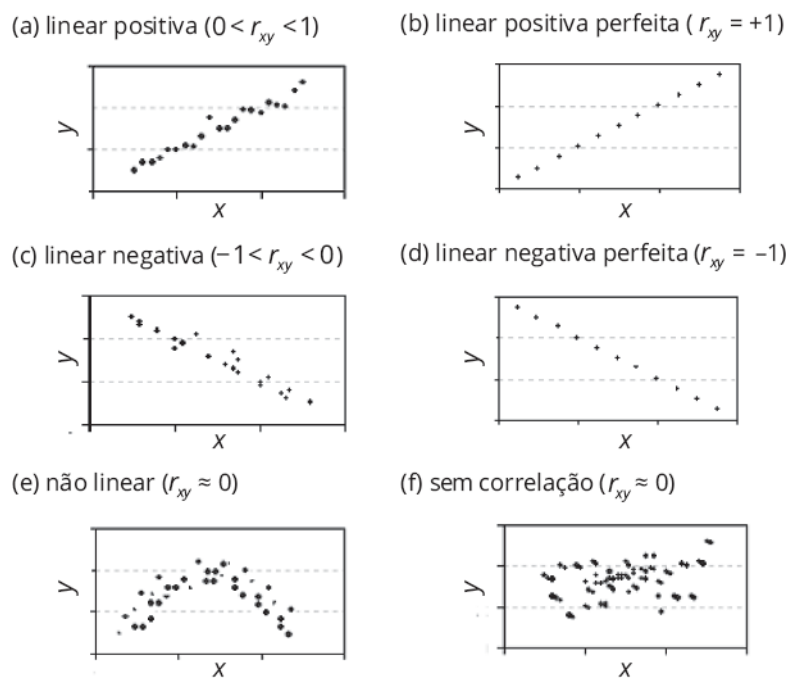 (a) linear positiva (0 < r_xy < 1)
(b) linear positiva perfeita ( r_xy = +1)
y
x
y
x
(c) linear negativa (−1 < r_xy < 0)
(d) linear negativa perfeita (r_xy = −1)
y
x
y
x
(e) não linear (r_xy ≈ 0)
(f) sem correlação (r_xy ≈ 0)
y
x
y
x